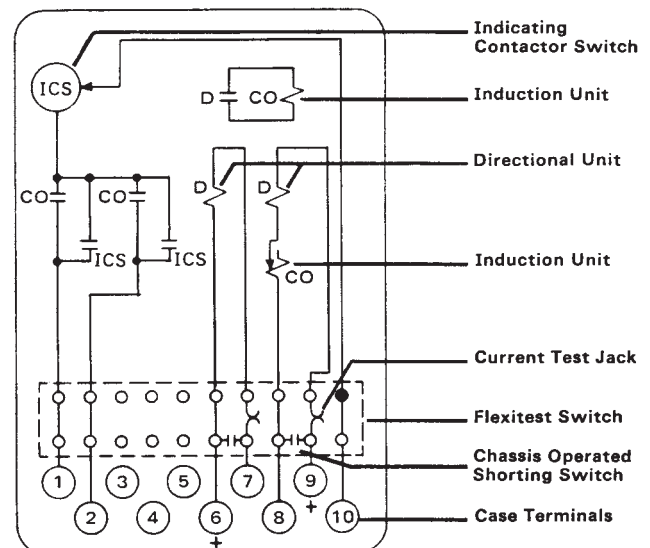 Indicating
Contactor Switch
ICS
D CO
Induction Unit
Directional Unit
D D
CO CO
ICS ICS
CO
Induction Unit
Current Test Jack
Flexitest Switch
Chassis Operated
Shorting Switch
1 3 5 7 9
+
2 4 6 8 10
+
Case Terminals